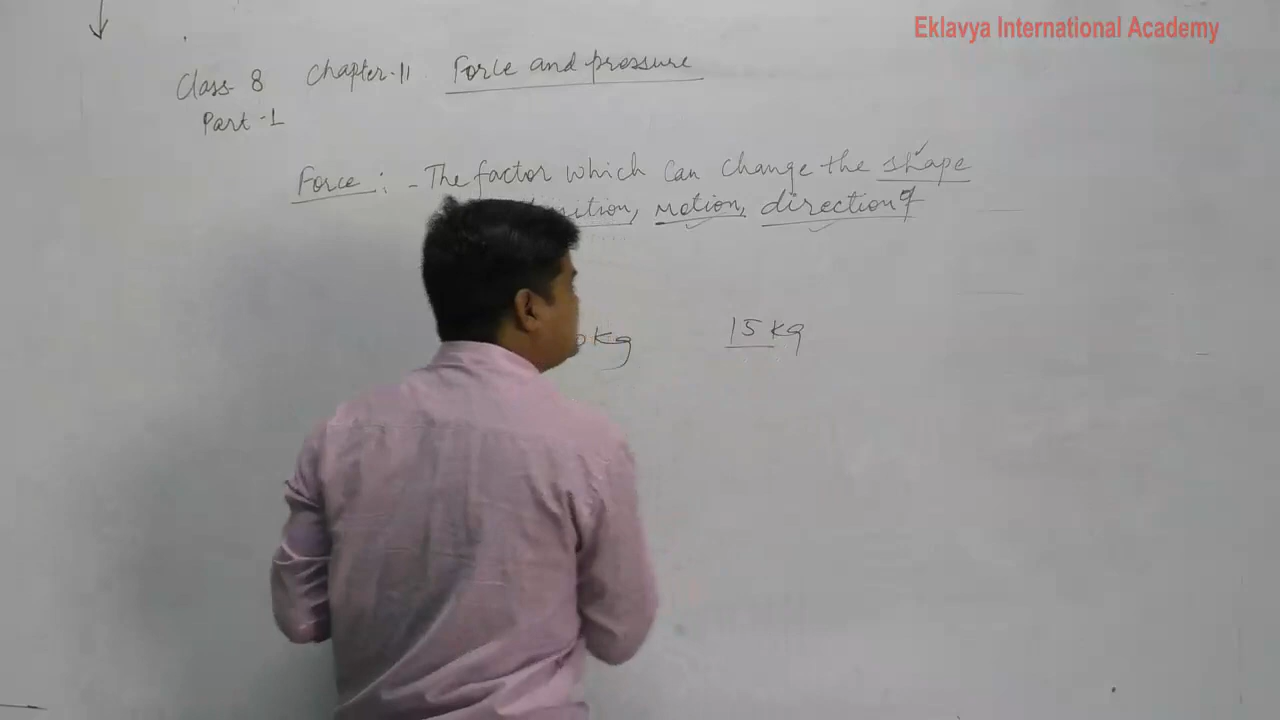 Eklavya International Academy
Class- 8 Chapter-11 Force and pressure
Part-1
Force :- The factor which can change the shape
Motion, direction of
kg 15 kg